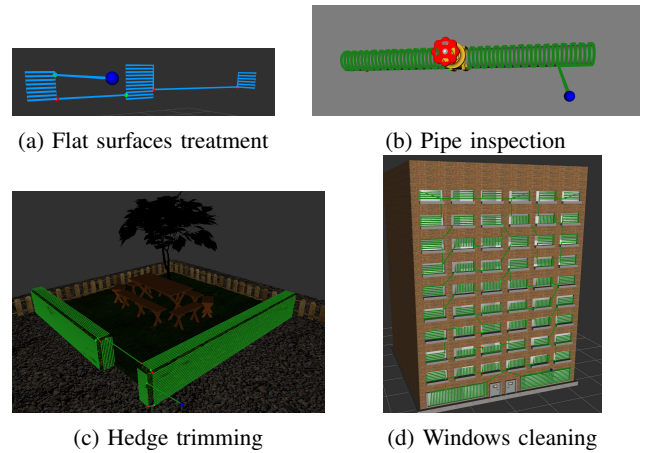 (a) Flat surfaces treatment
(b) Pipe inspection
(c) Hedge trimming
(d) Windows cleaning